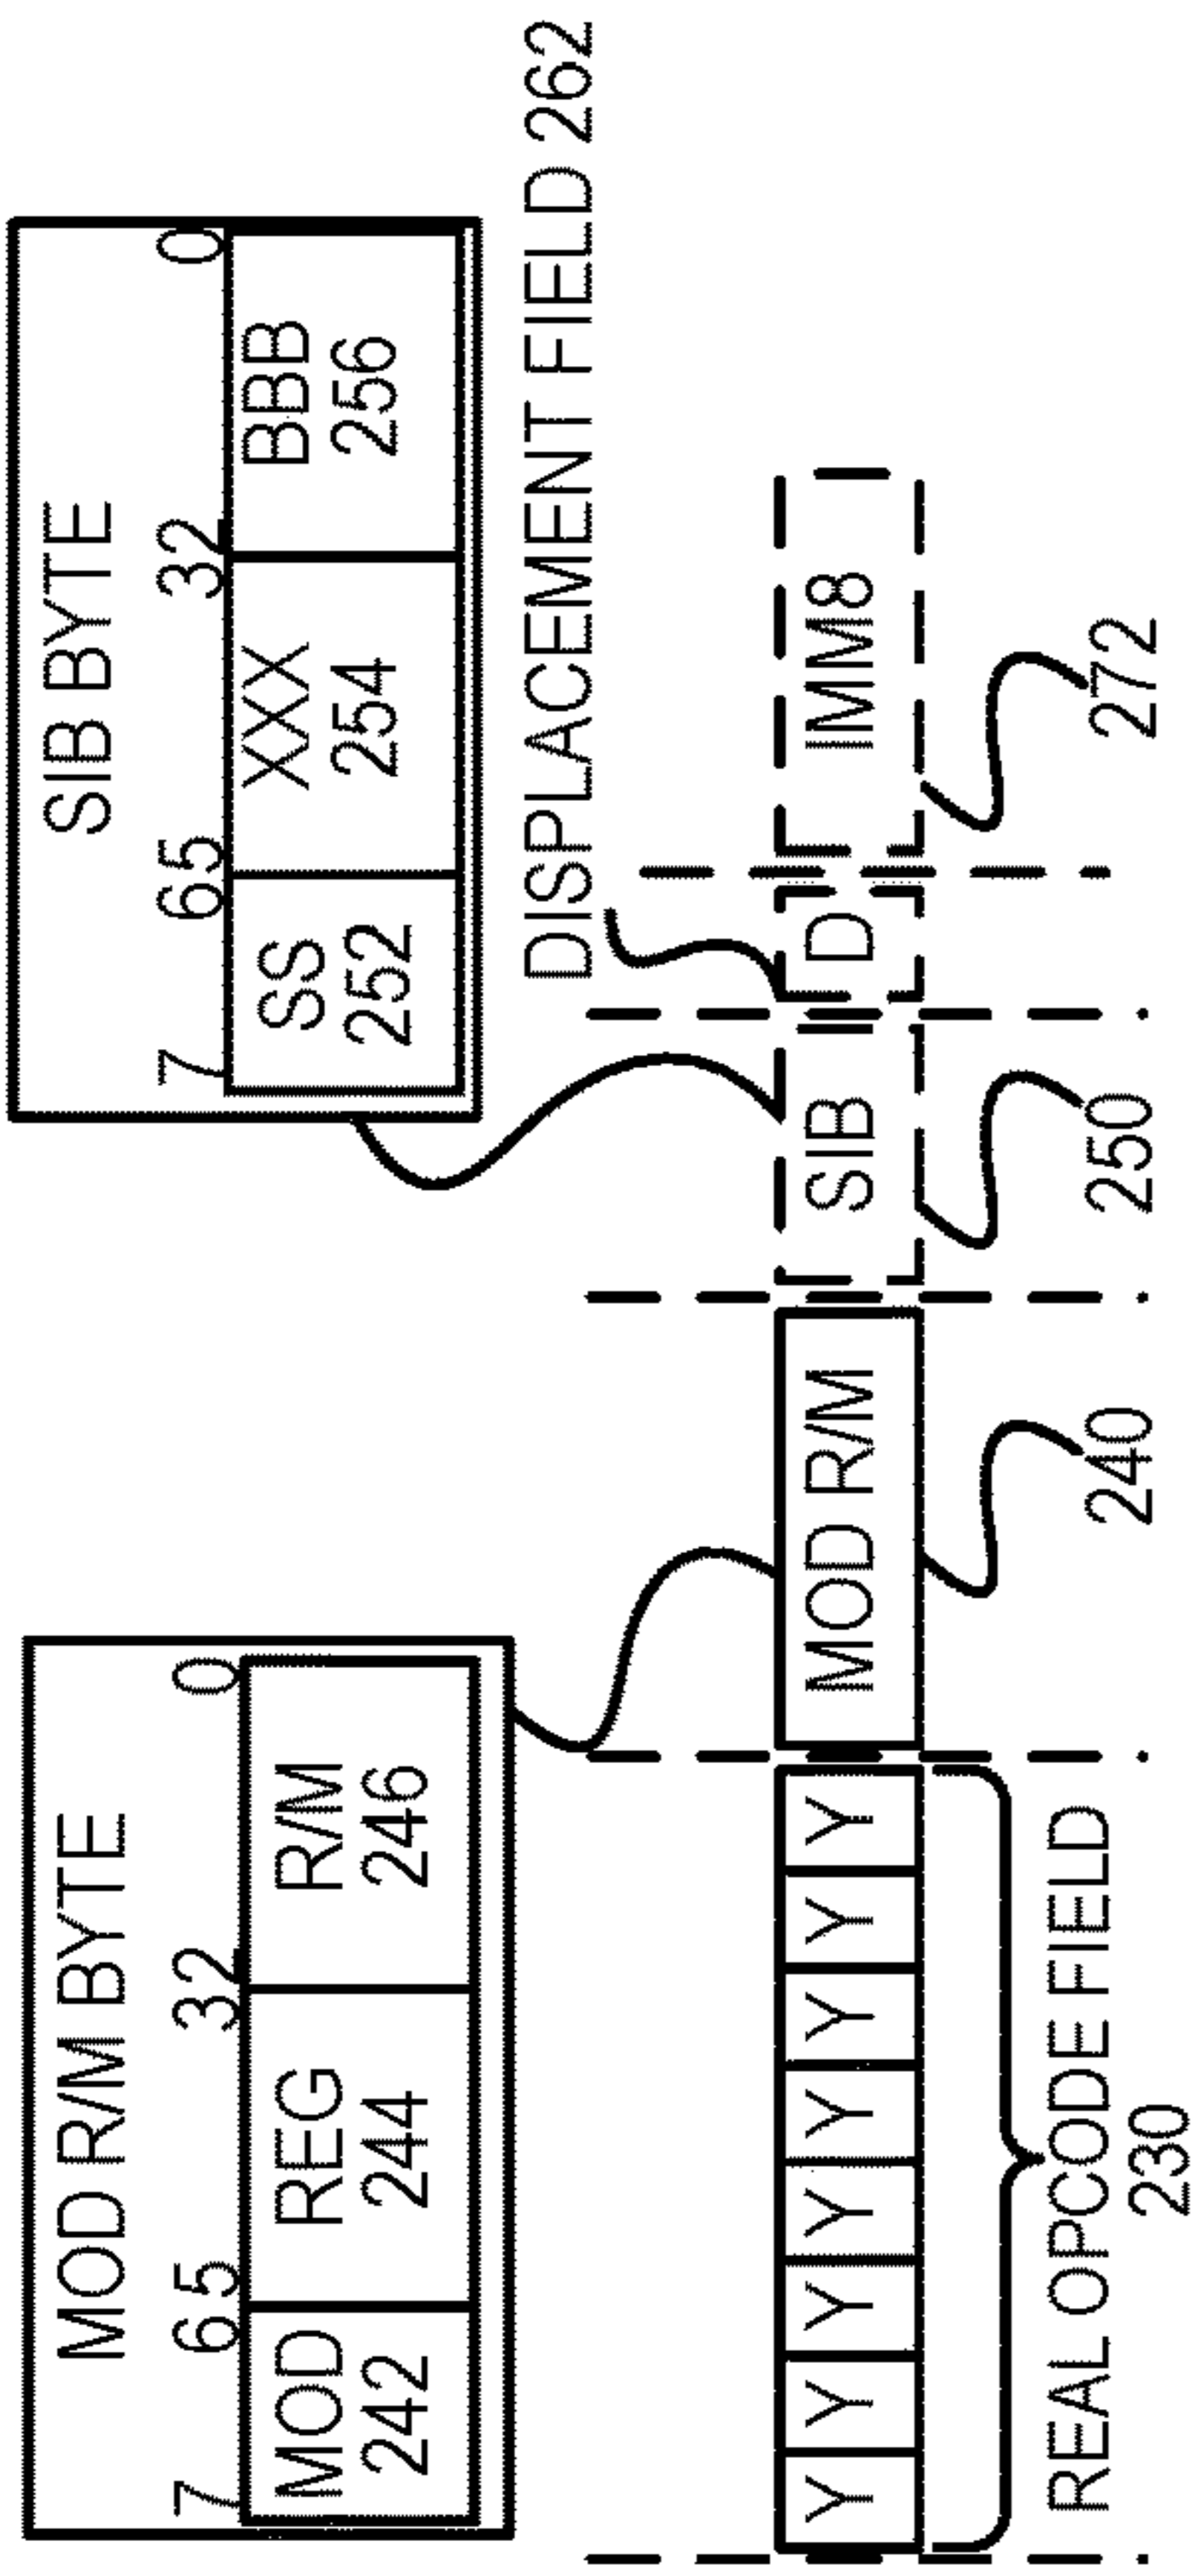 MOD R/M BYTE
7 6 5 3 2 0
MOD REG R/M
242 244 246
SIB BYTE
7 6 5 3 2 0
SS XXX BBB
252 254 256
DISPLACEMENT FIELD 262
Y Y Y Y Y Y Y Y MOD R/M SIB D IMM8
REAL OPCODE FIELD
230
240
250
272